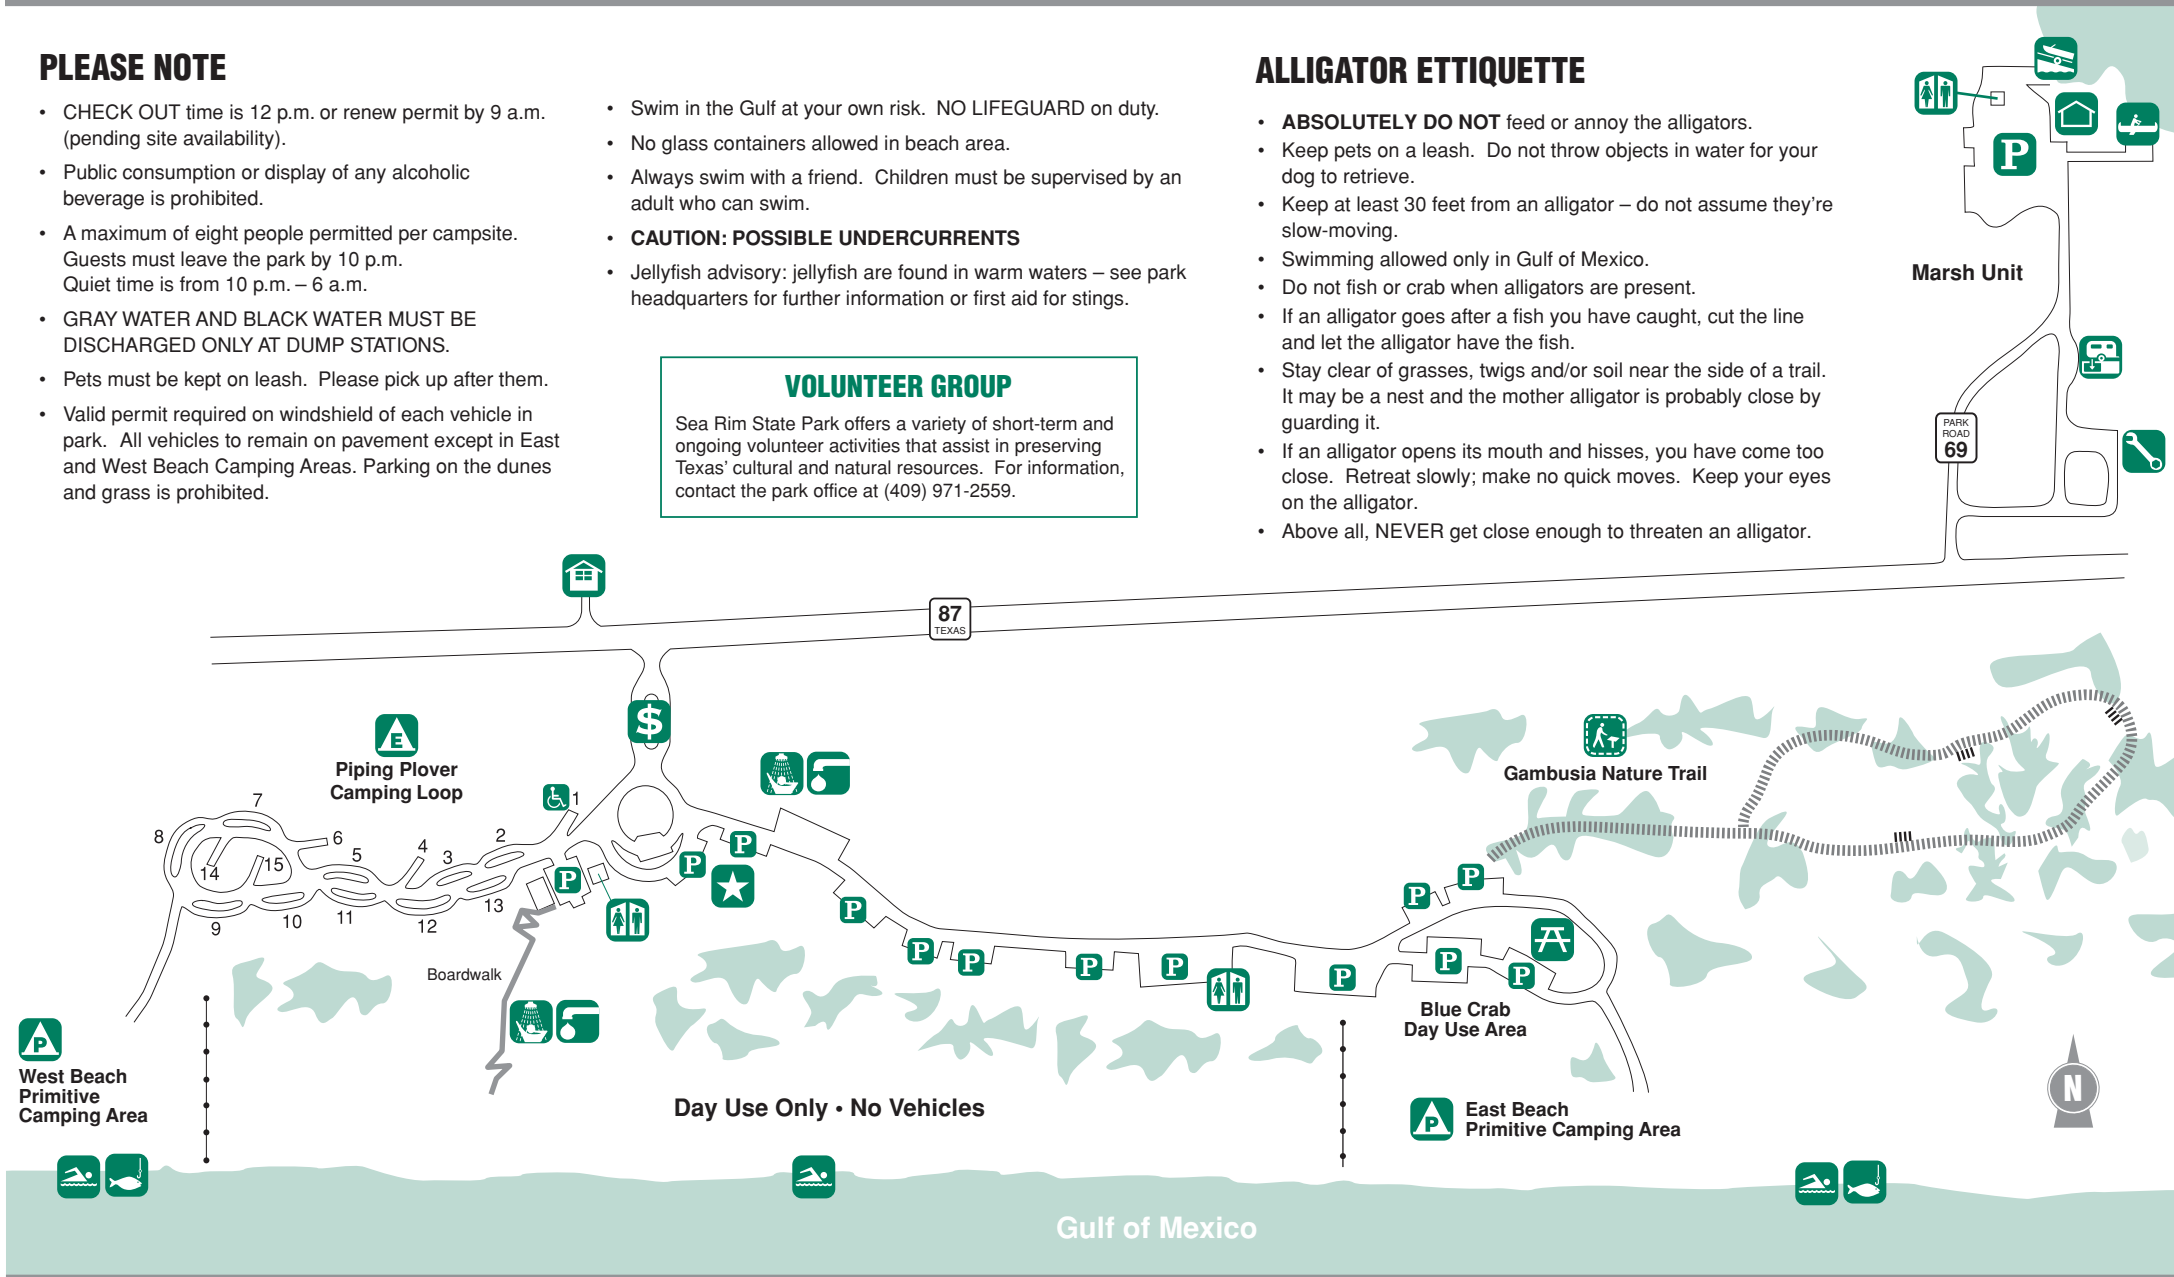 PLEASE NOTE
• CHECK OUT time is 12 p.m. or renew permit by 9 a.m.
(pending site availability).
• Public consumption or display of any alcoholic
beverage is prohibited.
• A maximum of eight people permitted per campsite.
Guests must leave the park by 10 p.m.
Quiet time is from 10 p.m. – 6 a.m.
• GRAY WATER AND BLACK WATER MUST BE
DISCHARGED ONLY AT DUMP STATIONS.
• Pets must be kept on leash. Please pick up after them.
• Valid permit required on windshield of each vehicle in
park. All vehicles to remain on pavement except in East
and West Beach Camping Areas. Parking on the dunes
and grass is prohibited.
• Swim in the Gulf at your own risk. NO LIFEGUARD on duty.
• No glass containers allowed in beach area.
• Always swim with a friend. Children must be supervised by an
adult who can swim.
• CAUTION: POSSIBLE UNDERCURRENTS
• Jellyfish advisory: jellyfish are found in warm waters – see park
headquarters for further information or first aid for stings.
VOLUNTEER GROUP
Sea Rim State Park offers a variety of short-term and
ongoing volunteer activities that assist in preserving
Texas' cultural and natural resources. For information,
contact the park office at (409) 971-2559.
ALLIGATOR ETTIQUETTE
• ABSOLUTELY DO NOT feed or annoy the alligators.
• Keep pets on a leash. Do not throw objects in water for your
dog to retrieve.
• Keep at least 30 feet from an alligator – do not assume they're
slow-moving.
• Swimming allowed only in Gulf of Mexico.
• Do not fish or crab when alligators are present.
• If an alligator goes after a fish you have caught, cut the line
and let the alligator have the fish.
• Stay clear of grasses, twigs and/or soil near the side of a trail.
It may be a nest and the mother alligator is probably close by
guarding it.
• If an alligator opens its mouth and hisses, you have come too
close. Retreat slowly; make no quick moves. Keep your eyes
on the alligator.
• Above all, NEVER get close enough to threaten an alligator.
P
Marsh Unit
PARK
ROAD
69
87
TEXAS
$
E
Piping Plover
Camping Loop
1
2
3
4
5
6
7
8
9
10
11
12
13
14
15
P
P
P
P
P
P
P
P
P
P
P
P
P
Boardwalk
Gambusia Nature Trail
Blue Crab
Day Use Area
P
West Beach
Primitive
Camping Area
Day Use Only • No Vehicles
P
East Beach
Primitive Camping Area
N
Gulf of Mexico